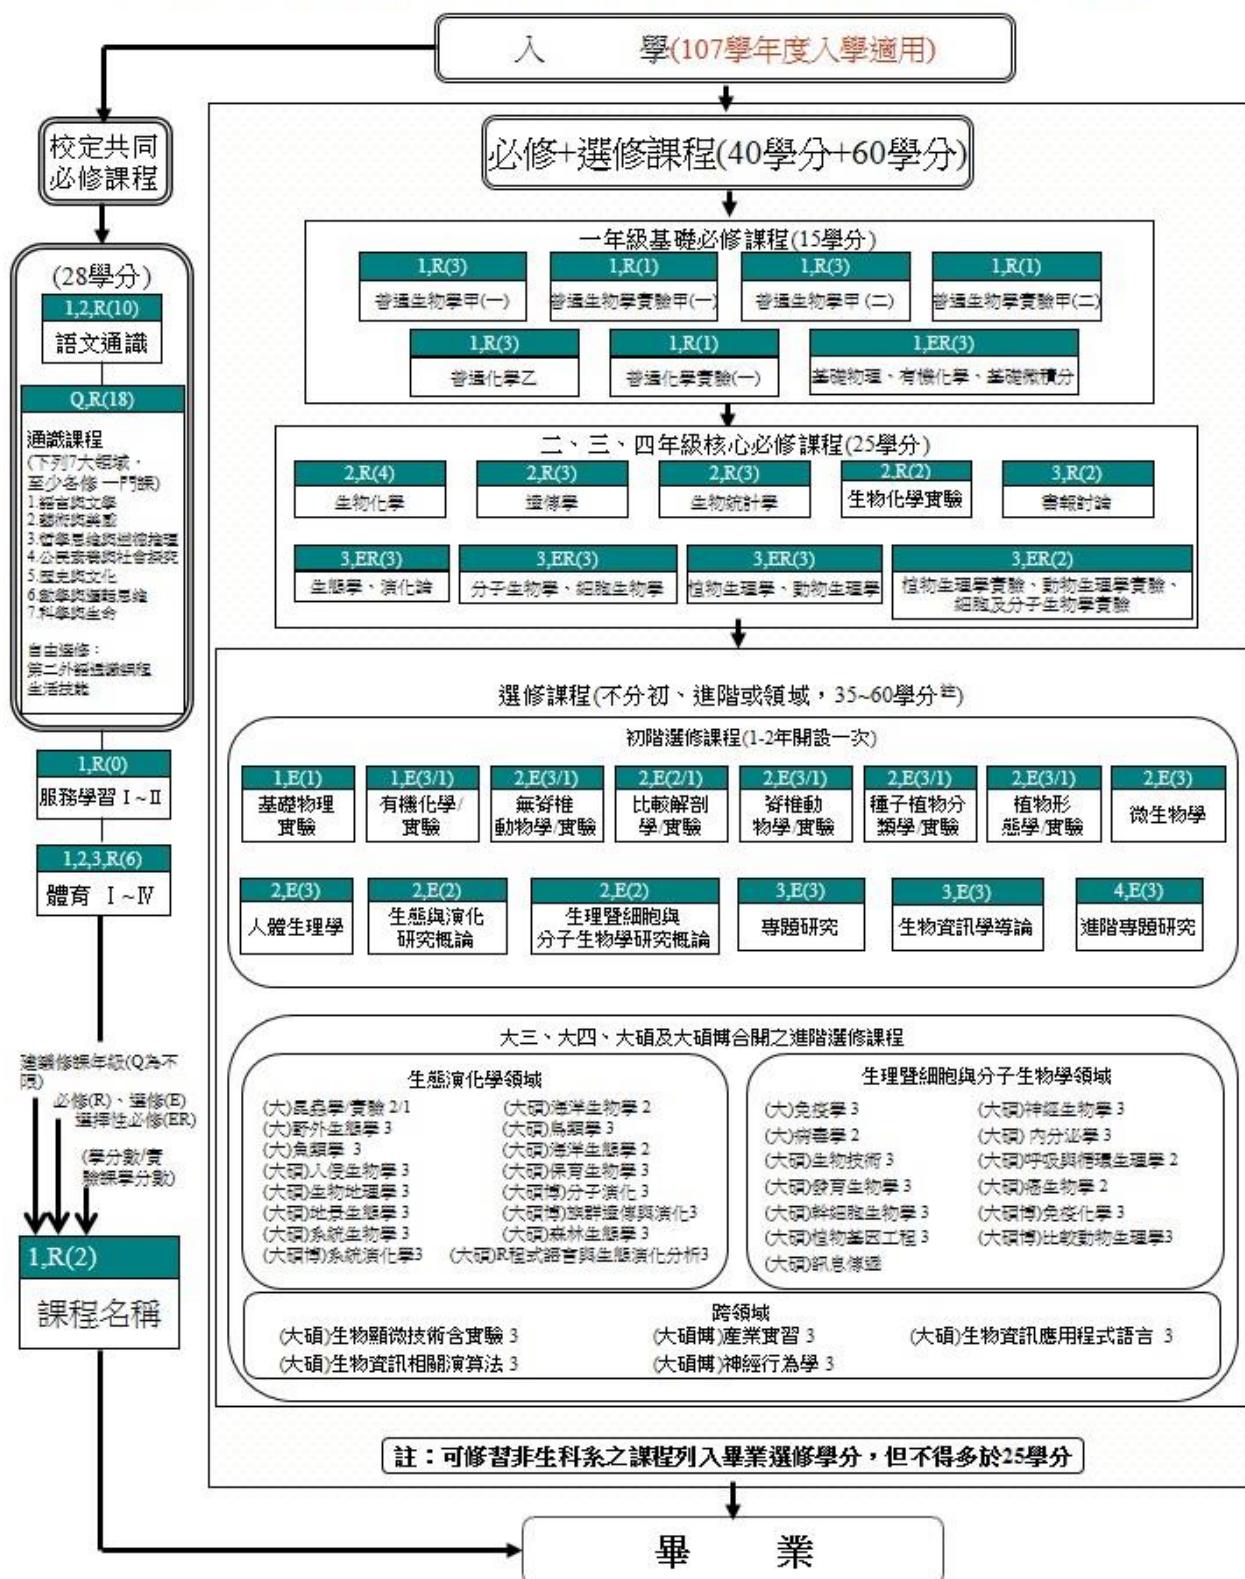 入 學(107學年度入學適用)
校定共同
必修課程
(28學分)
1,2,R(10)
語文通識
Q,R(18)
通識課程
(下列7大領域,
至少各修一門課)
1.語言與文學
2.藝術與美感
3.哲學思維與道德推理
4.公民素養與社會探究
5.歷史與文化
6.數學與邏輯思維
7.科學與生命
自由選修:
第二外語通識課程
生活技能
1,R(0)
服務學習 I~II
1,2,3,R(6)
體育 I~IV
建議修課年級(Q為不
限)
必修(R)、選修(E)
選擇性必修(ER)
(學分數/實
驗課學分數)
1,R(2)
課程名稱
必修+選修課程(40學分+60學分)
一年級基礎必修課程(15學分)
1,R(3)
普通生物學甲(一)
1,R(1)
普通生物學實驗甲(一)
1,R(3)
普通生物學甲(二)
1,R(1)
普通生物學實驗甲(二)
1,R(3)
普通化學乙
1,R(1)
普通化學實驗(一)
1,ER(3)
基礎物理、有機化學、基礎微積分
二、三、四年級核心必修課程(25學分)
2,R(4)
生物化學
2,R(3)
遺傳學
2,R(3)
生物統計學
2,R(2)
生物化學實驗
3,R(2)
書報討論
3,ER(3)
生態學、演化論
3,ER(3)
分子生物學、細胞生物學
3,ER(3)
植物生理學、動物生理學
3,ER(2)
植物生理學實驗、動物生理學實驗、
細胞及分子生物學實驗
選修課程(不分初、進階或領域,35~60學分註)
初階選修課程(1-2年開設一次)
1,E(1)
基礎物理
實驗
1,E(3/1)
有機化學/
實驗
2,E(3/1)
無脊椎
動物學/實驗
2,E(2/1)
比較解剖
學/實驗
2,E(3/1)
脊椎動
物學/實驗
2,E(3/1)
種子植物分
類學/實驗
2,E(3/1)
植物形
態學/實驗
2,E(3)
微生物學
2,E(3)
人體生理學
2,E(2)
生態與演化
研究概論
2,E(2)
生理暨細胞與
分子生物學研究概論
3,E(3)
專題研究
3,E(3)
生物資訊學導論
4,E(3)
進階專題研究
大三、大四、大碩及大碩博合開之進階選修課程
生態演化學領域
(大)昆蟲學/實驗 2/1
(大)野外生態學 3
(大)魚類學 3
(大碩)入侵生物學 3
(大碩)生物地理學 3
(大碩)地景生態學 3
(大碩)系統生物學 3
(大碩博)系統演化學3
(大碩)海洋生物學 2
(大碩)鳥類學 3
(大碩)海洋生態學 2
(大碩)保育生物學 3
(大碩博)分子演化 3
(大碩博)族群遺傳與演化3
(大碩)森林生態學 3
(大碩)R程式語言與生態演化分析3
生理暨細胞與分子生物學領域
(大)免疫學 3
(大)病毒學 2
(大碩)生物技術 3
(大碩)發育生物學 3
(大碩)幹細胞生物學 3
(大碩)植物基因工程 3
(大碩)訊息傳遞
(大碩)神經生物學 3
(大碩) 內分泌學 3
(大碩)呼吸與循環生理學 2
(大碩)癌生物學 2
(大碩博)免疫化學 3
(大碩博)比較動物生理學3
跨領域
(大碩)生物顯微技術含實驗 3
(大碩博)產業實習 3
(大碩)生物資訊應用程式語言 3
(大碩)生物資訊相關演算法 3
(大碩博)神經行為學 3
註:可修習非生科系之課程列入畢業選修學分,但不得多於25學分
畢 業